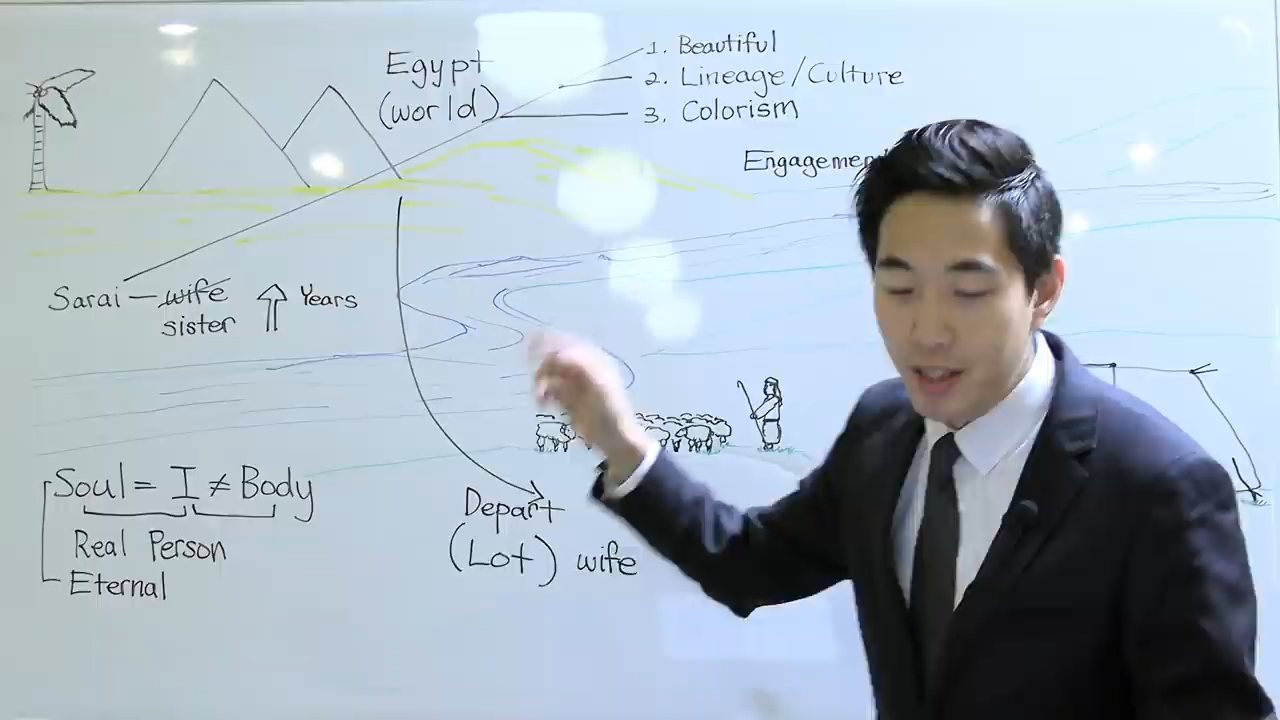 Egypt
(world)
1. Beautiful
2. Lineage/Culture
3. Colorism
Engagemen
Sarai — wife
sister
Years
Soul = I ≠ Body
Real Person
Eternal
Depart
(Lot) wife